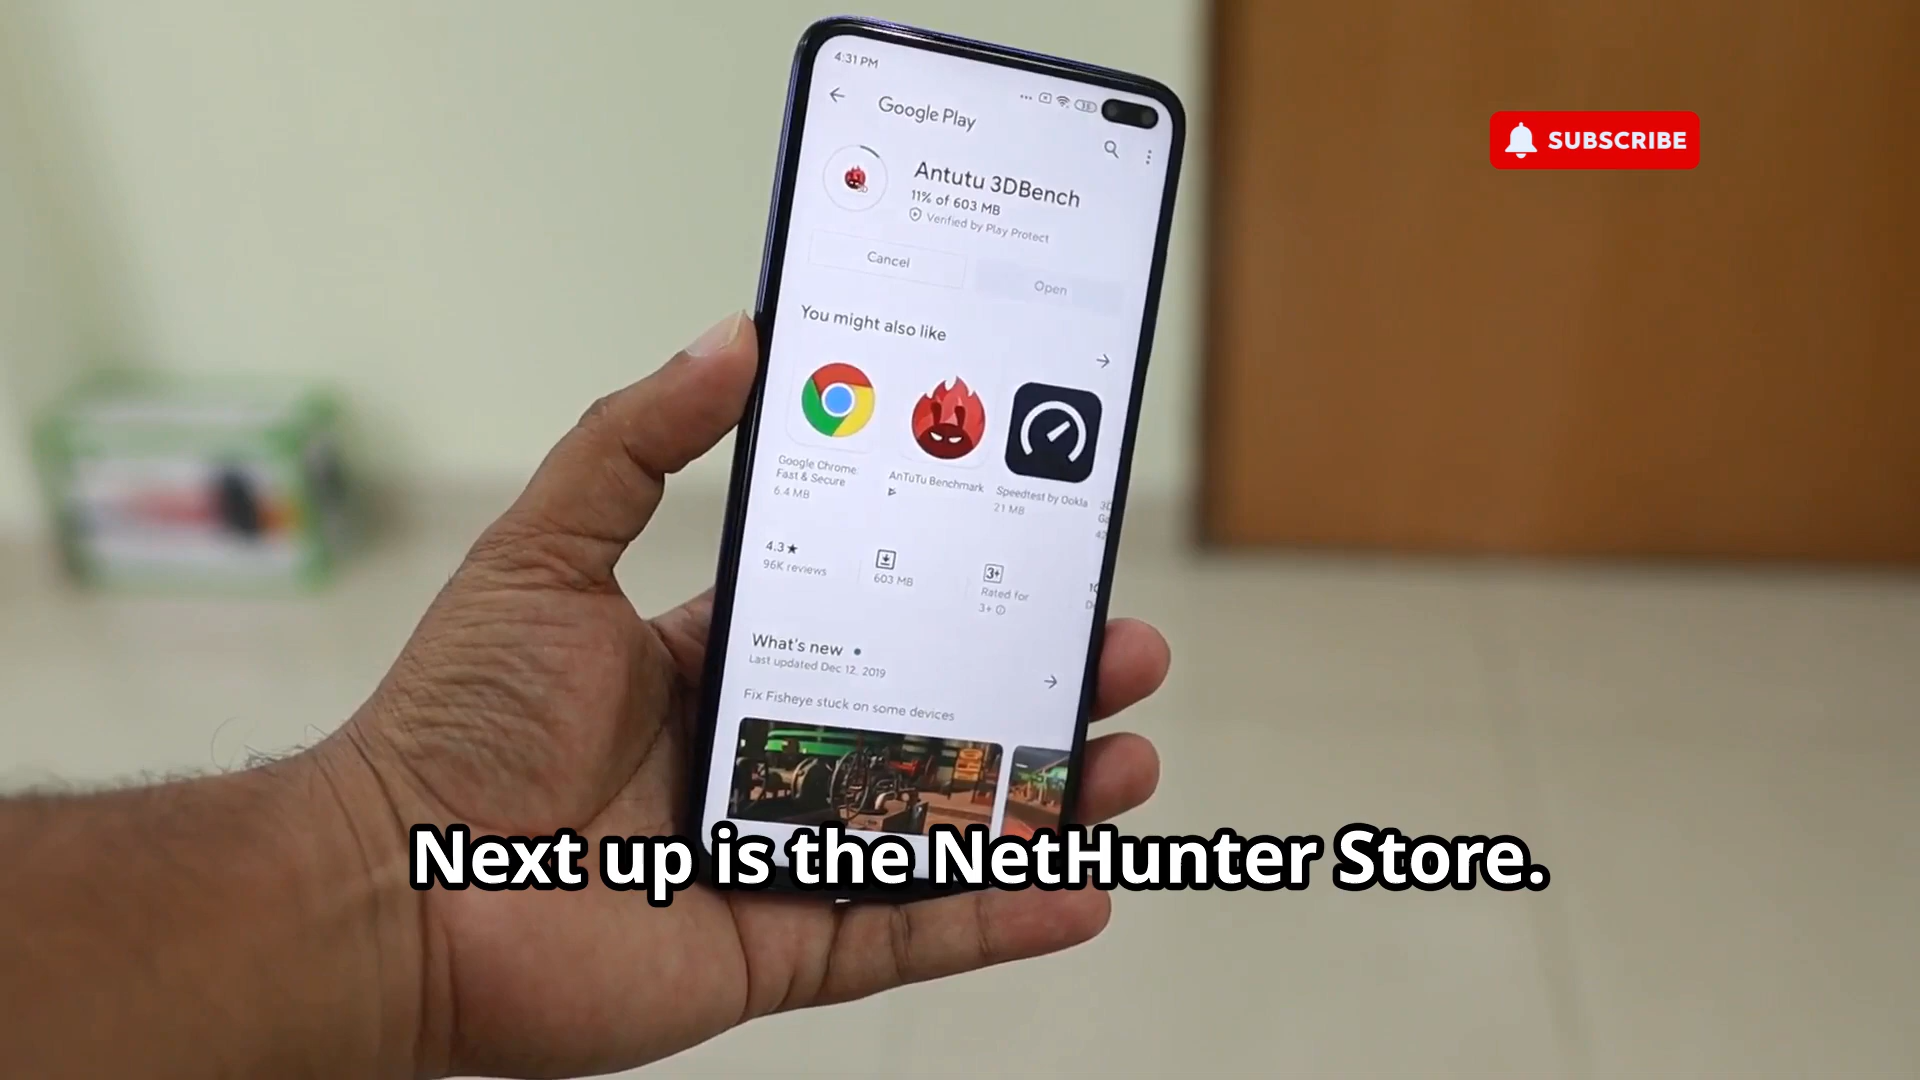 4:31 PM
Google Play
Antutu 3DBench
11% of 603 MB
Verified by Play Protect
Cancel
Open
You might also like
Google Chrome: Fast & Secure
6.4 MB
AnTuTu Benchmark
Speedtest by Ookla
21 MB
4.3★
96K reviews
603 MB
3+
Rated for
3+
What's new
Last updated Dec 12, 2019
Fix Fisheye stuck on some devices
SUBSCRIBE
Next up is the NetHunter Store.